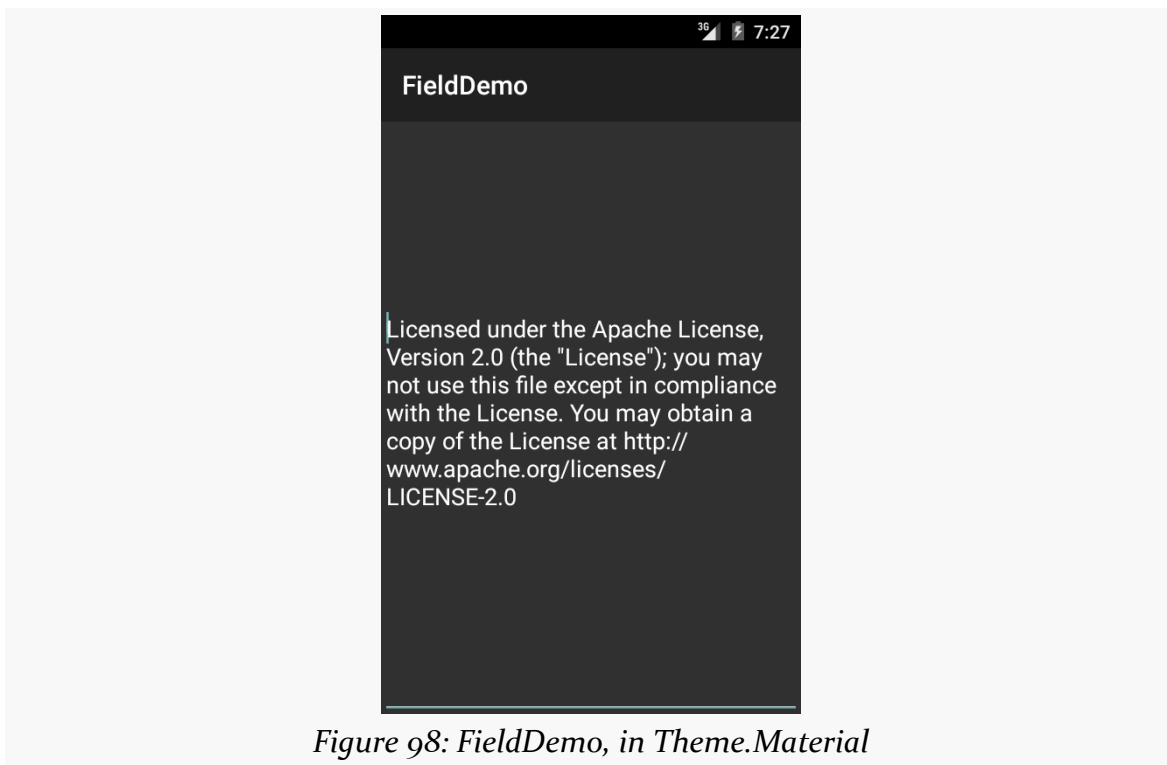 3G 7:27
FieldDemo
Licensed under the Apache License,
Version 2.0 (the "License"); you may
not use this file except in compliance
with the License. You may obtain a
copy of the License at http://
www.apache.org/licenses/
LICENSE-2.0
Figure 98: FieldDemo, in Theme.Material